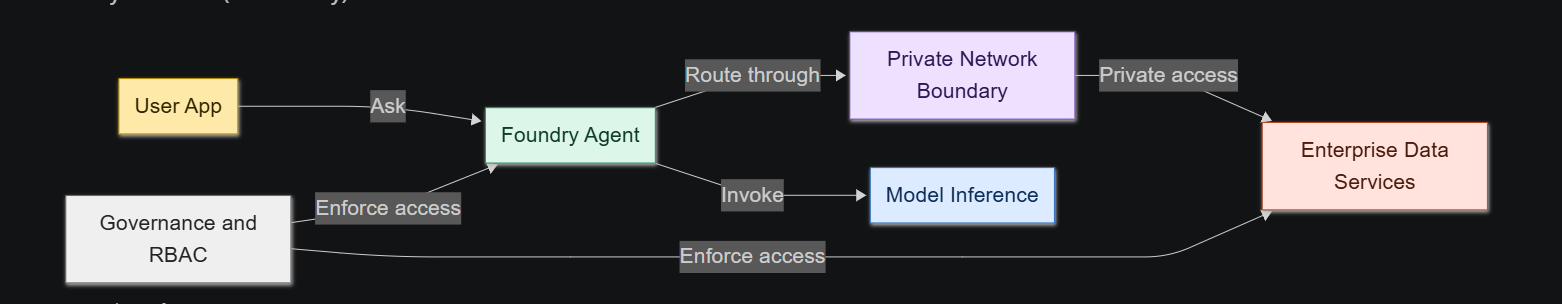 User App
Ask
Foundry Agent
Route through
Private Network
Boundary
Private access
Enterprise Data
Services
Invoke
Model Inference
Governance and
RBAC
Enforce access
Enforce access